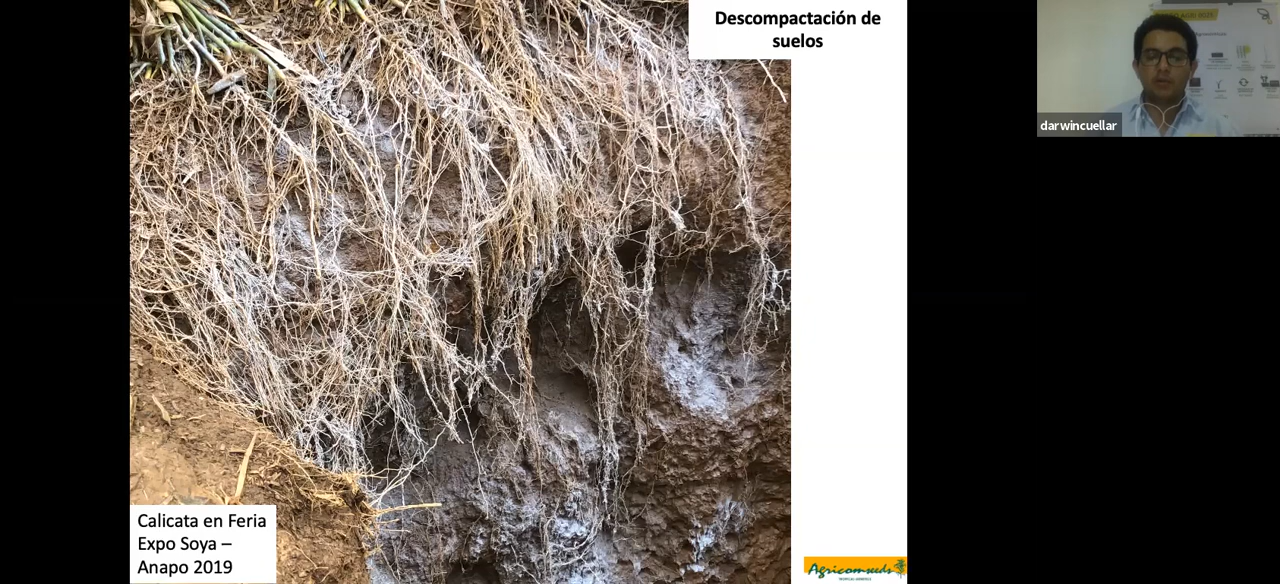 Descompactación de
suelos
darwincuellar
Calicata en Feria
Expo Soya –
Anapo 2019
Agricomseeds